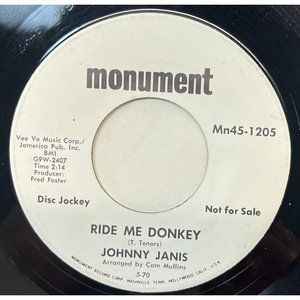 monument
Mn45-1205
Vee Ve Music Corp./
Jamerica Pub. Inc.
BMI
G9W-2407
Time 2:14
Producer:
Fred Foster
Disc Jockey
Not for Sale
RIDE ME DONKEY
(T. Tenors)
JOHNNY JANIS
Arranged by Cam Mullins
5-70
MONUMENT RECORD CORP. NASHVILLE, TENN. HOLLYWOOD, CALIF. U.S.A.